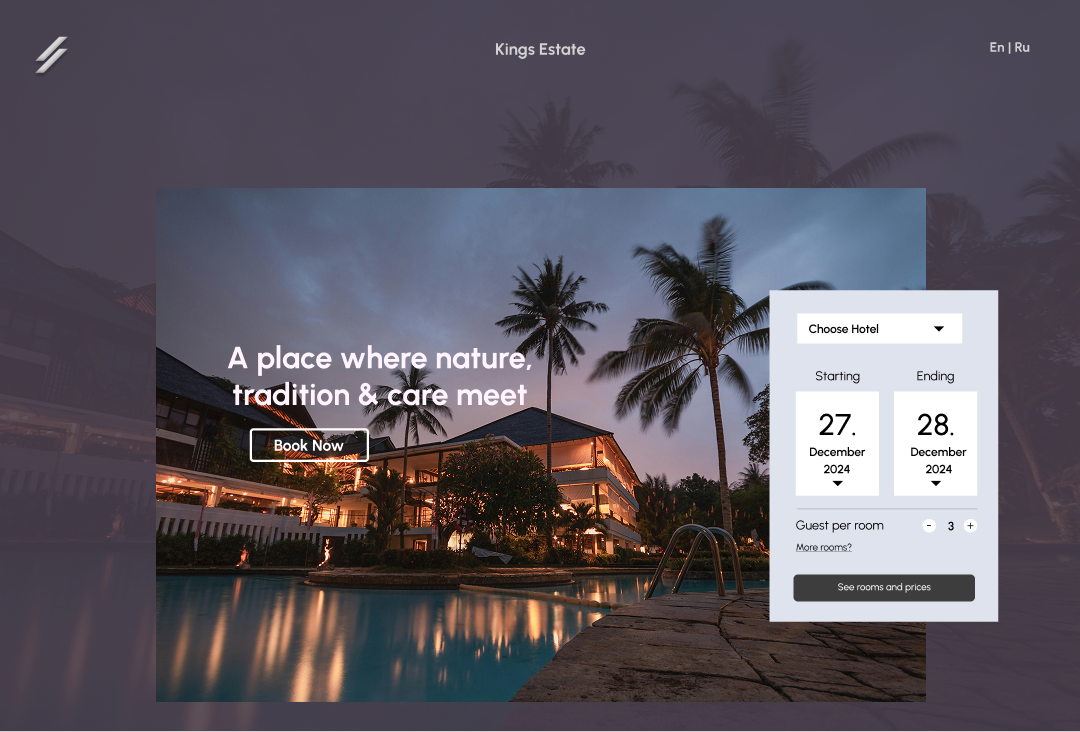 Kings Estate
En | Ru
A place where nature,
tradition & care meet
Book Now
Choose Hotel
Starting
Ending
27.
December
2024
28.
December
2024
Guest per room
- 3 +
More rooms?
See rooms and prices